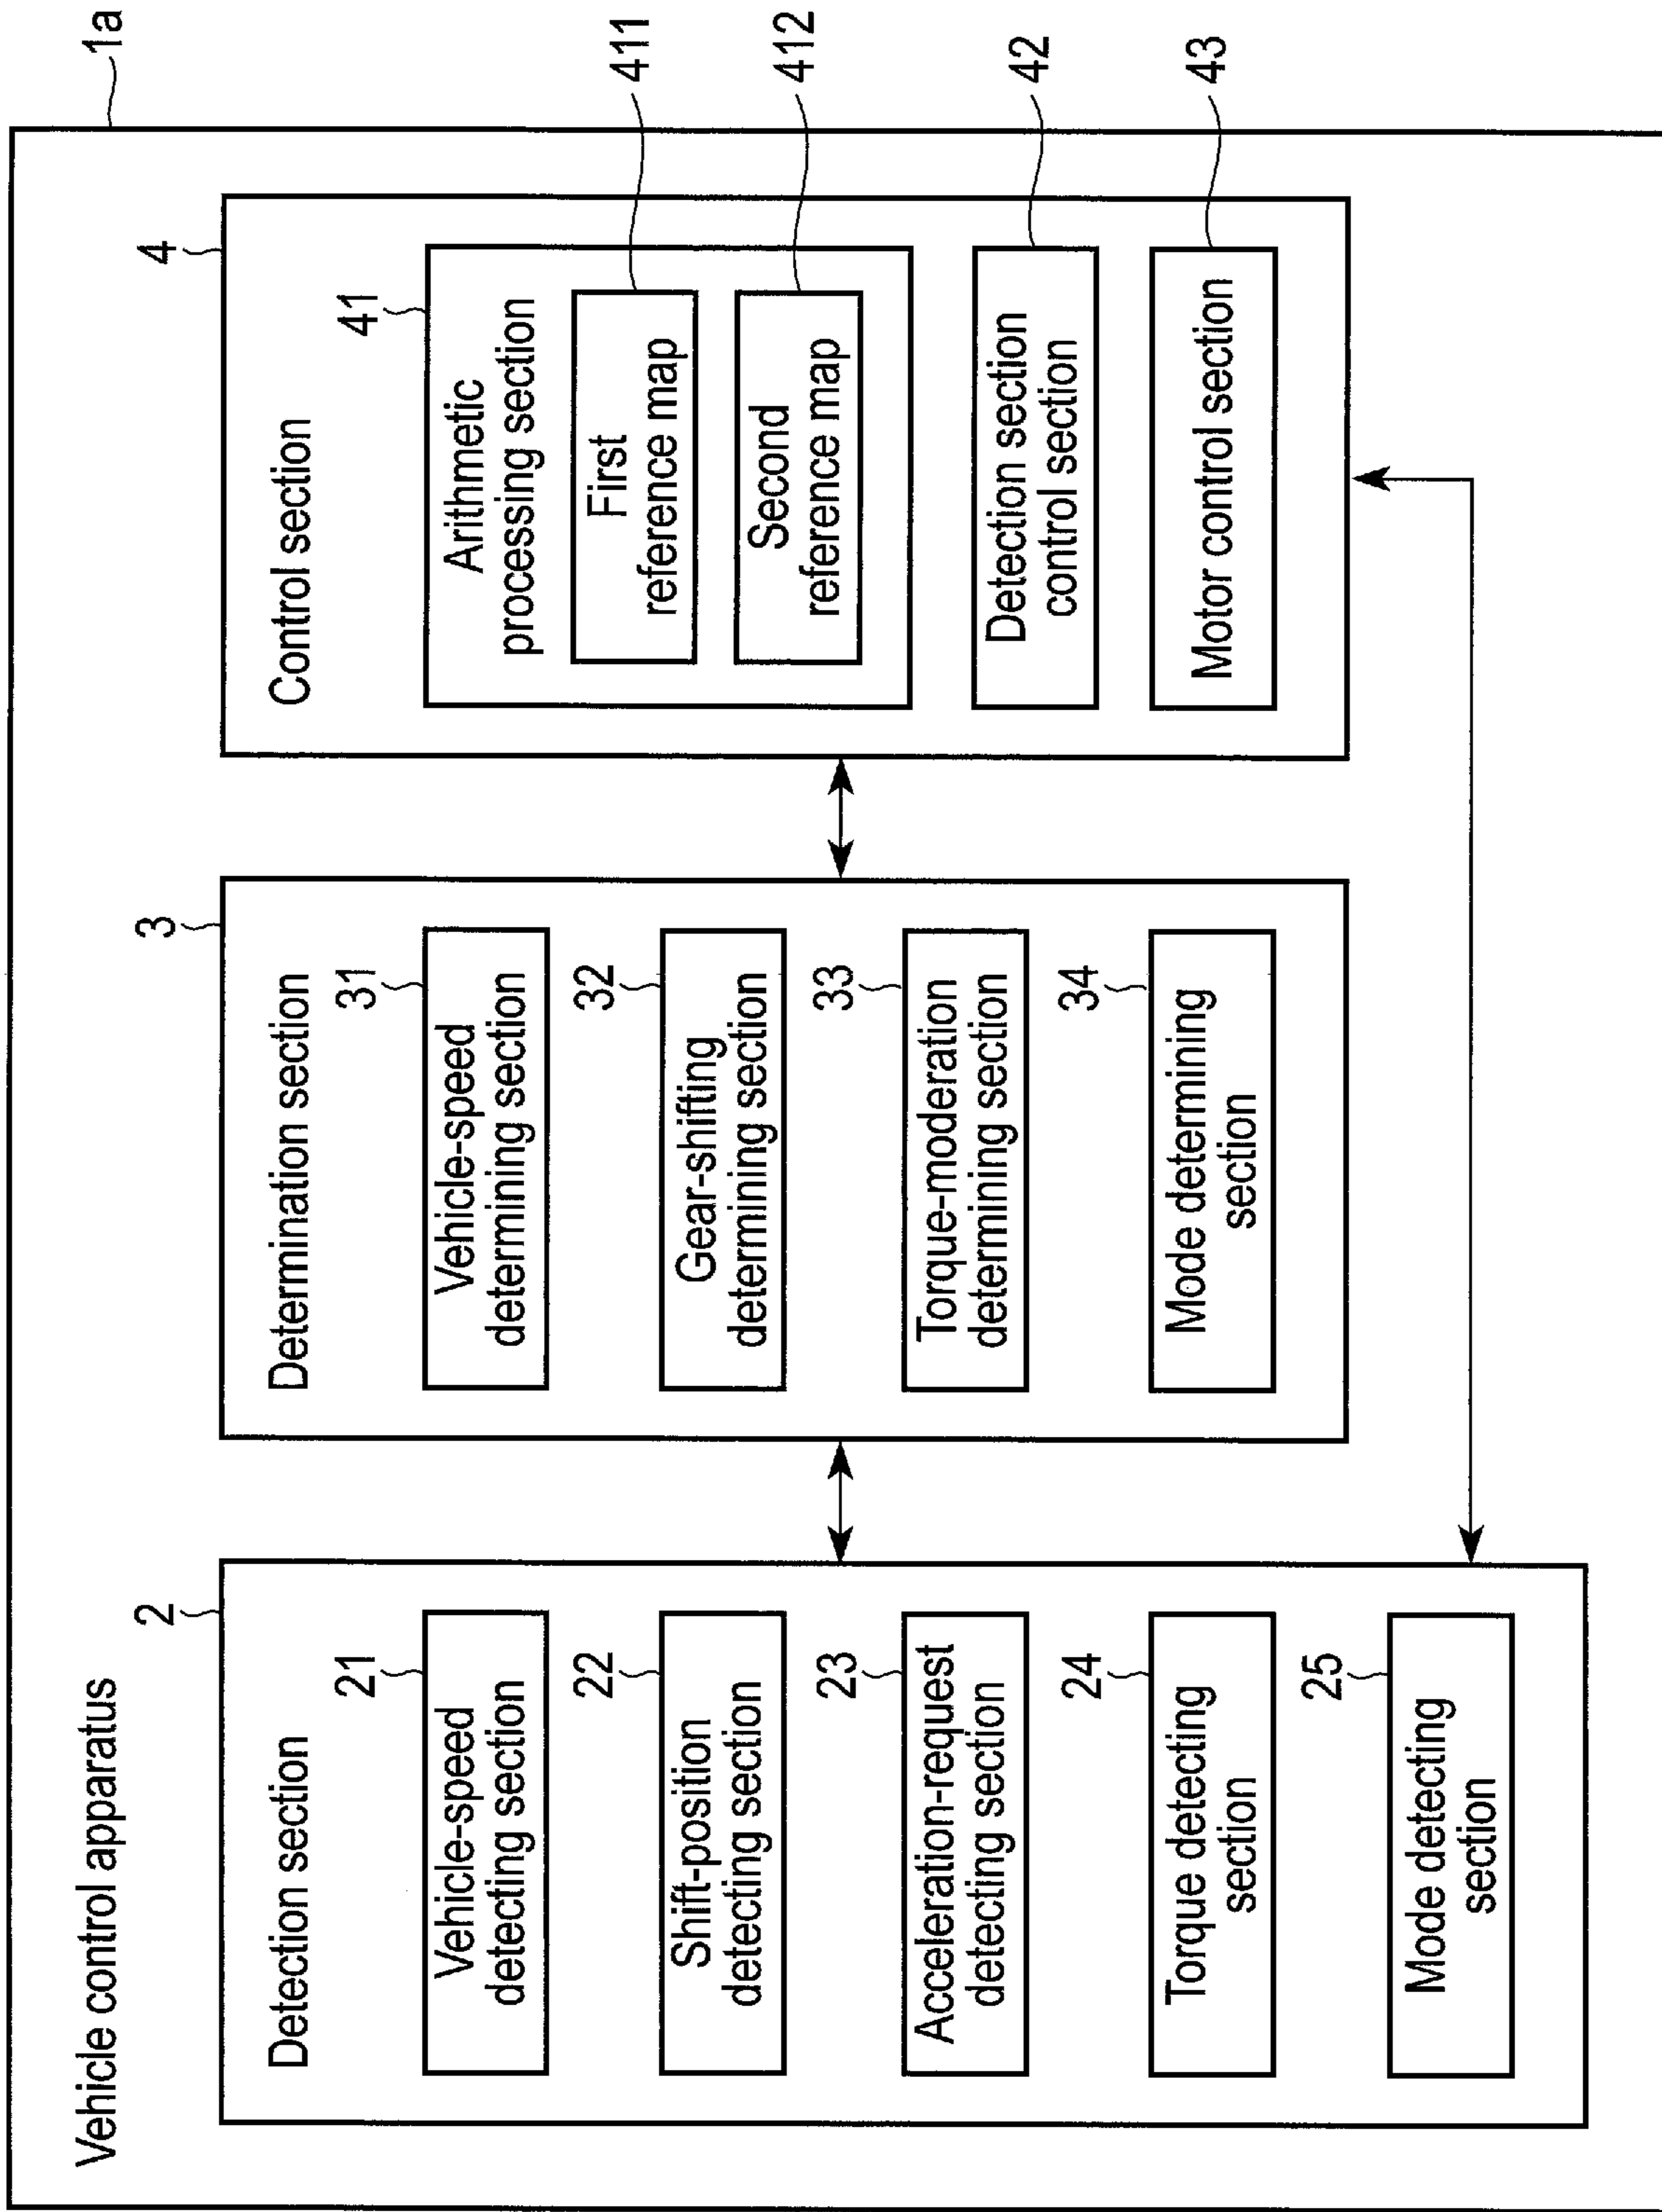 Vehicle control apparatus
1a
2
Detection section
21
Vehicle-speed
detecting section
22
Shift-position
detecting section
23
Acceleration-request
detecting section
24
Torque detecting
section
25
Mode detecting
section
3
Determination section
31
Vehicle-speed
determining section
32
Gear-shifting
determining section
33
Torque-moderation
determining section
34
Mode determining
section
4
Control section
41
Arithmetic
processing section
First
reference map
411
Second
reference map
412
Detection section
control section
42
Motor control section
43